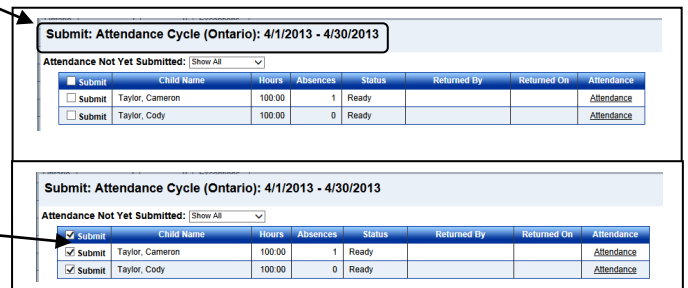 Submit: Attendance Cycle (Ontario): 4/1/2013 - 4/30/2013
Attendance Not Yet Submitted: Show All
Submit Child Name Hours Absences Status Returned By Returned On Attendance
Submit Taylor, Cameron 100:00 1 Ready Attendance
Submit Taylor, Cody 100:00 0 Ready Attendance
Submit: Attendance Cycle (Ontario): 4/1/2013 - 4/30/2013
Attendance Not Yet Submitted: Show All
Submit Child Name Hours Absences Status Returned By Returned On Attendance
Submit Taylor, Cameron 100:00 1 Ready Attendance
Submit Taylor, Cody 100:00 0 Ready Attendance